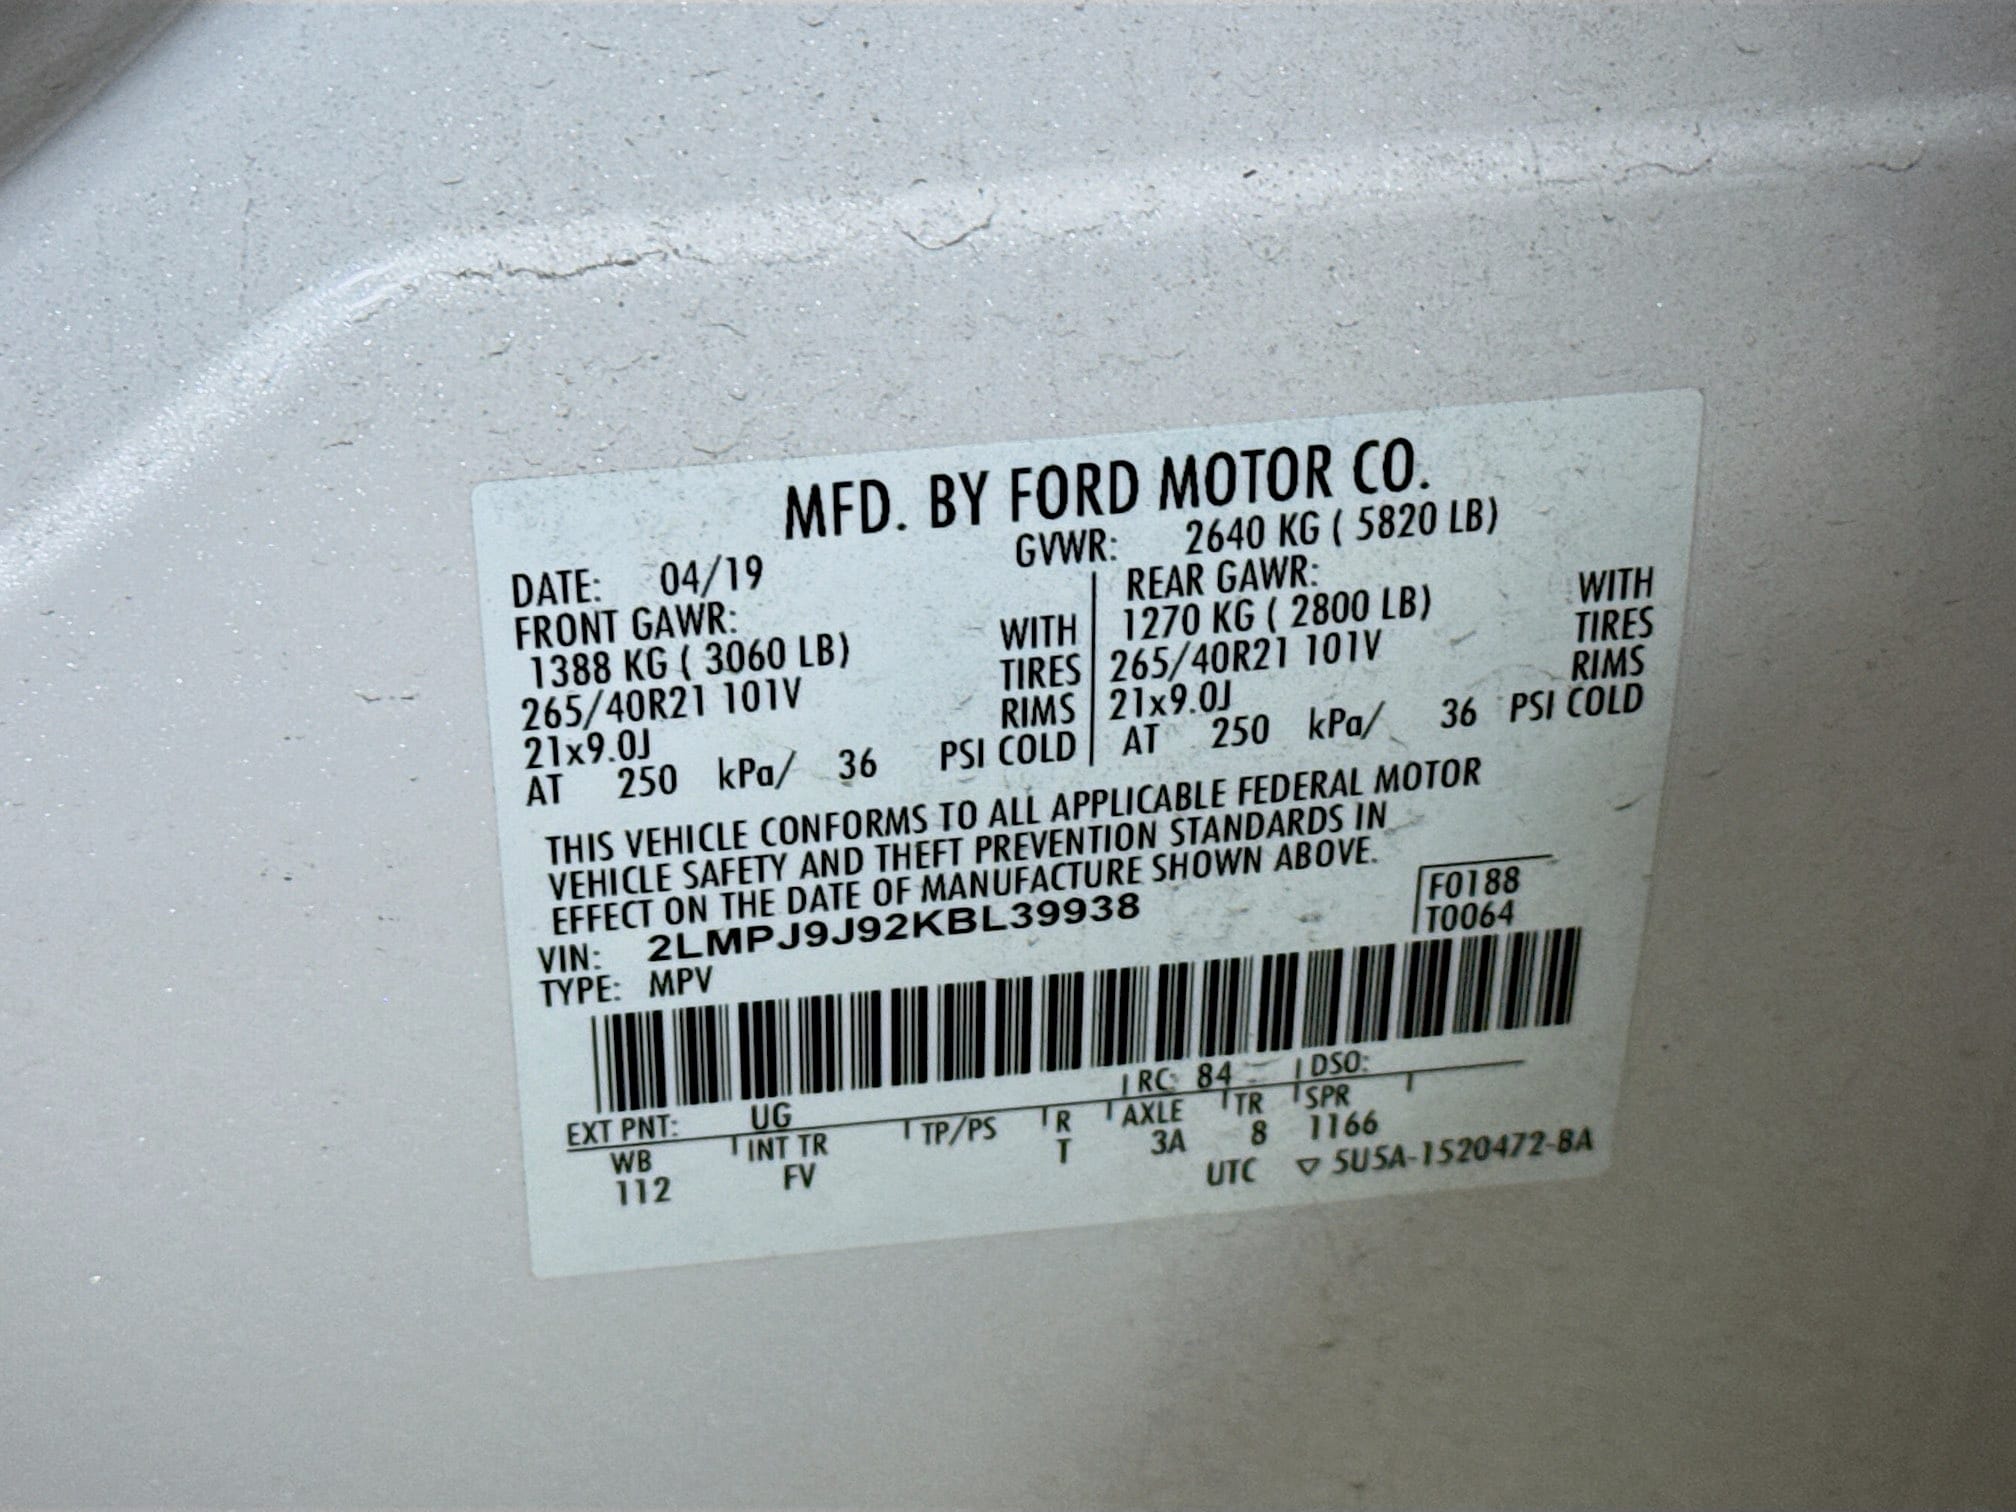 MFD. BY FORD MOTOR CO.
DATE: 04/19 GVWR: 2640 KG ( 5820 LB)
FRONT GAWR: REAR GAWR:
1388 KG ( 3060 LB) WITH 1270 KG ( 2800 LB) WITH
265/40R21 101V TIRES 265/40R21 101V TIRES
21x9.0J RIMS 21x9.0J RIMS
AT 250 kPa/ 36 PSI COLD AT 250 kPa/ 36 PSI COLD
THIS VEHICLE CONFORMS TO ALL APPLICABLE FEDERAL MOTOR
VEHICLE SAFETY AND THEFT PREVENTION STANDARDS IN
EFFECT ON THE DATE OF MANUFACTURE SHOWN ABOVE.
VIN: 2LMPJ9J92KBL39938 F0188
TYPE: MPV T0064
EXT PNT: UG RC: 84 DSO:
WB INT TR TP/PS R AXLE TR SPR
112 FV T 3A 8 1166
UTC ▽ 5U5A-1520472-BA